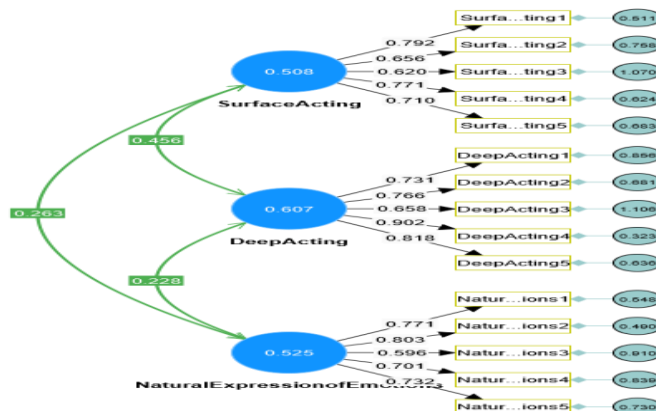 Surfa...ting1
0.511
0.792
Surfa...ting2
0.758
0.656
0.508
0.620
Surfa...ting3
1.070
0.771
Surfa...ting4
0.624
SurfaceActing
0.710
Surfa...ting5
0.683
0.456
DeepActing1
0.856
0.731
DeepActing2
0.681
0.766
0.263
0.607
0.658
DeepActing3
1.106
0.902
DeepActing4
0.323
DeepActing
0.818
DeepActing5
0.636
0.228
Natur...ions1
0.548
0.771
Natur...ions2
0.490
0.803
0.525
0.596
Natur...ions3
0.910
0.701
Natur...ions4
0.839
NaturalExpressionofEmotions
0.732
Natur...ions5
0.730